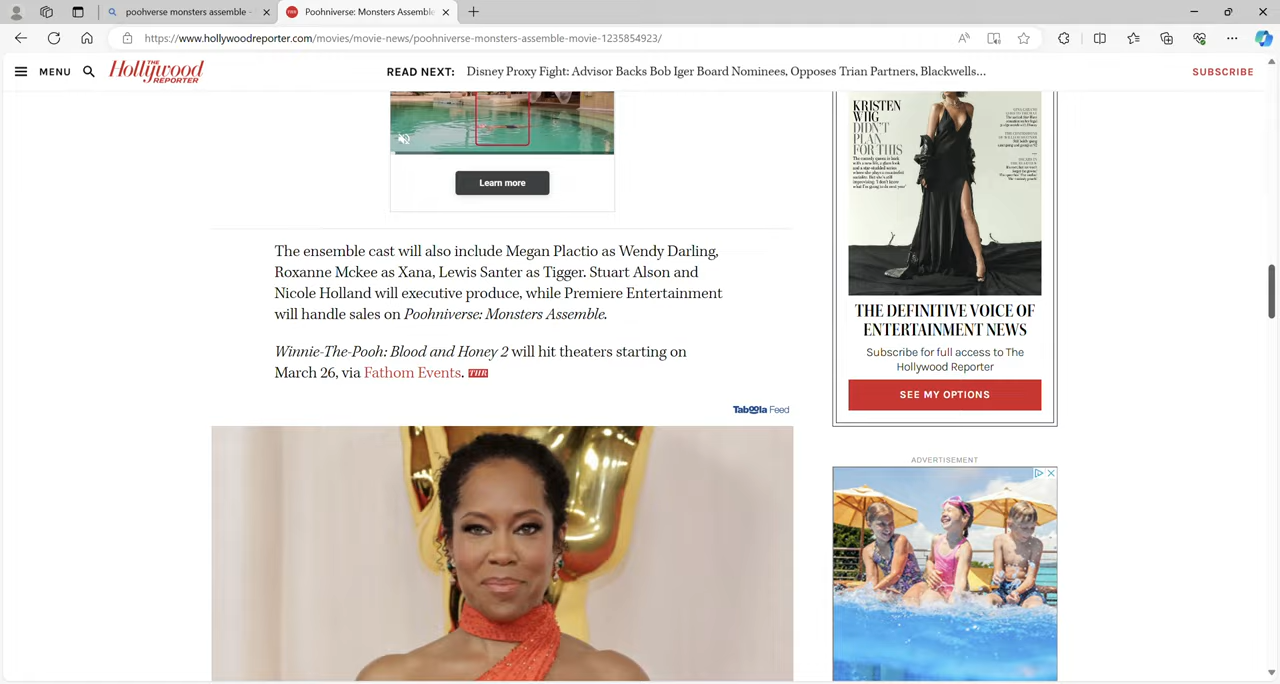 poohverse monsters assemble -
Poohniverse: Monsters Assemble
https://www.hollywoodreporter.com/movies/movie-news/poohniverse-monsters-assemble-movie-1235854923/
MENU
THE
Hollywood
REPORTER
READ NEXT: Disney Proxy Fight: Advisor Backs Bob Iger Board Nominees, Opposes Trian Partners, Blackwells...
SUBSCRIBE
Learn more
The ensemble cast will also include Megan Plactio as Wendy Darling,
Roxanne Mckee as Xana, Lewis Santer as Tigger. Stuart Alson and
Nicole Holland will executive produce, while Premiere Entertainment
will handle sales on Poohniverse: Monsters Assemble.
Winnie-The-Pooh: Blood and Honey 2 will hit theaters starting on
March 26, via Fathom Events. THR
Taboola Feed
KRISTEN
WIIG
DIDN'T
PLAN
FOR THIS
THE DEFINITIVE VOICE OF
ENTERTAINMENT NEWS
Subscribe for full access to The
Hollywood Reporter
SEE MY OPTIONS
ADVERTISEMENT